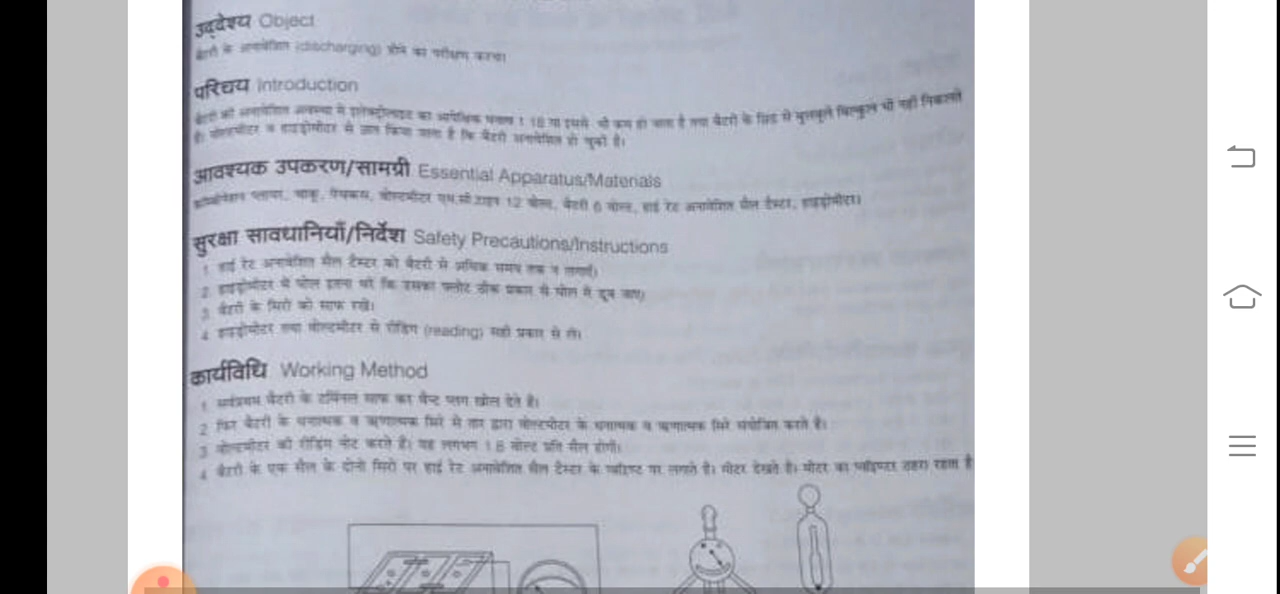 उद्देश्य Object
बैटरी के अनावेशित (discharging) होने का परीक्षण करना।
परिचय Introduction
बैटरी की अनावेशित अवस्था में इलेक्ट्रोलाइट का आपेक्षिक घनत्व 1.18 या इससे भी कम हो जाता है तथा बैटरी के सिरों से बुलबुले बिल्कुल भी नहीं निकलते
हैं। वोल्टमीटर व हाइड्रोमीटर से ज्ञात किया जाता है कि बैटरी अनावेशित हो चुकी है।
आवश्यक उपकरण/सामग्री Essential Apparatus/Materials
कॉम्बीनेशन प्लायर, चाकू, पेंचकस, वोल्टमीटर एम.सी.टाइप 12 वोल्ट, बैटरी 6 वोल्ट, हाई रेट अनावेशित सैल टैस्टर, हाइड्रोमीटर।
सुरक्षा सावधानियाँ/निर्देश Safety Precautions/Instructions
1. हाई रेट अनावेशित सैल टैस्टर को बैटरी से अधिक समय तक न लगाएँ।
2. हाइड्रोमीटर में घोल इतना भरें कि उसका फ्लोट ठीक प्रकार से घोल में डूब जाए।
3. बैटरी के सिरों को साफ रखें।
4. हाइड्रोमीटर तथा वोल्टमीटर से रीडिंग (reading) सही प्रकार से लें।
कार्यविधि Working Method
1. सर्वप्रथम बैटरी के टर्मिनल साफ कर वैन्ट प्लग खोल देते हैं।
2. फिर बैटरी के धनात्मक व ऋणात्मक सिरे से तार द्वारा वोल्टमीटर के धनात्मक व ऋणात्मक सिरे संयोजित करते हैं।
3. वोल्टमीटर की रीडिंग नोट करते हैं। यह लगभग 1.8 वोल्ट प्रति सैल होगी।
4. बैटरी के एक सैल के दोनों सिरों पर हाई रेट अनावेशित सैल टैस्टर के प्वॉइण्ट पर लगाते हैं। मीटर देखते हैं। मीटर का प्वॉइण्टर ठहरा रहता है